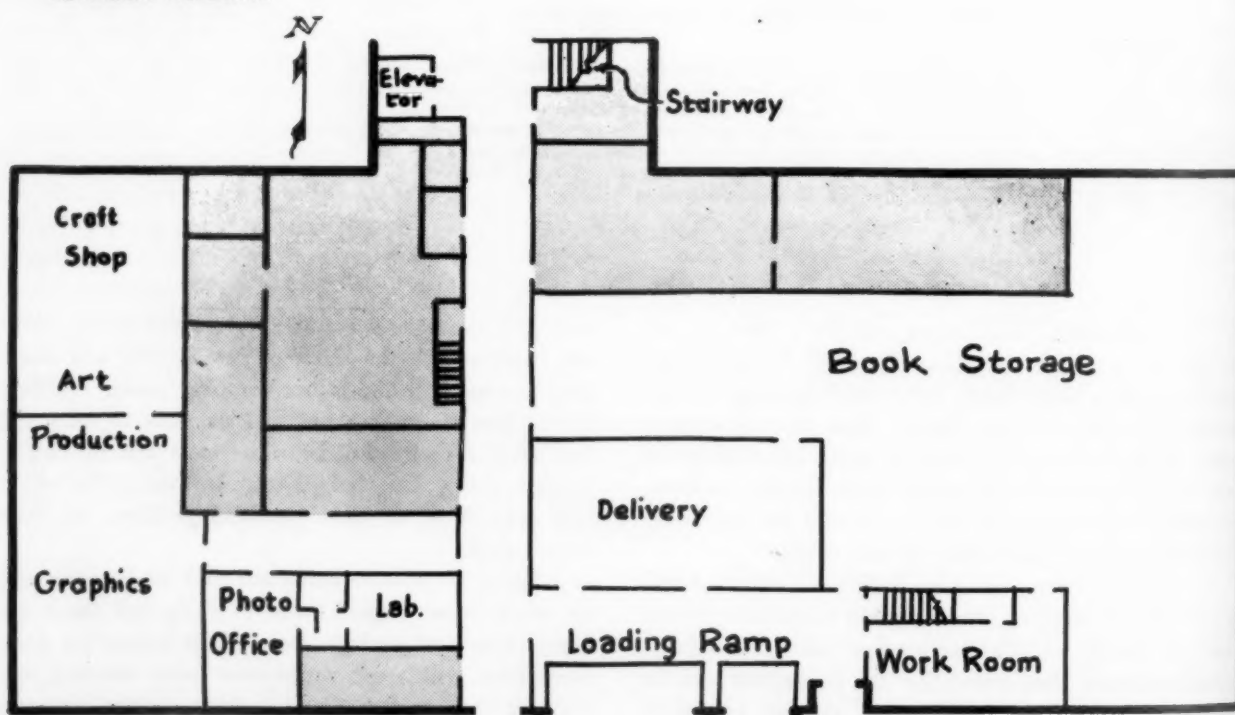 N
Eleva-
tor
Stairway
Craft
Shop
Art
Production
Graphics
Photo
Office
Lab.
Book Storage
Delivery
Loading Ramp
Work Room